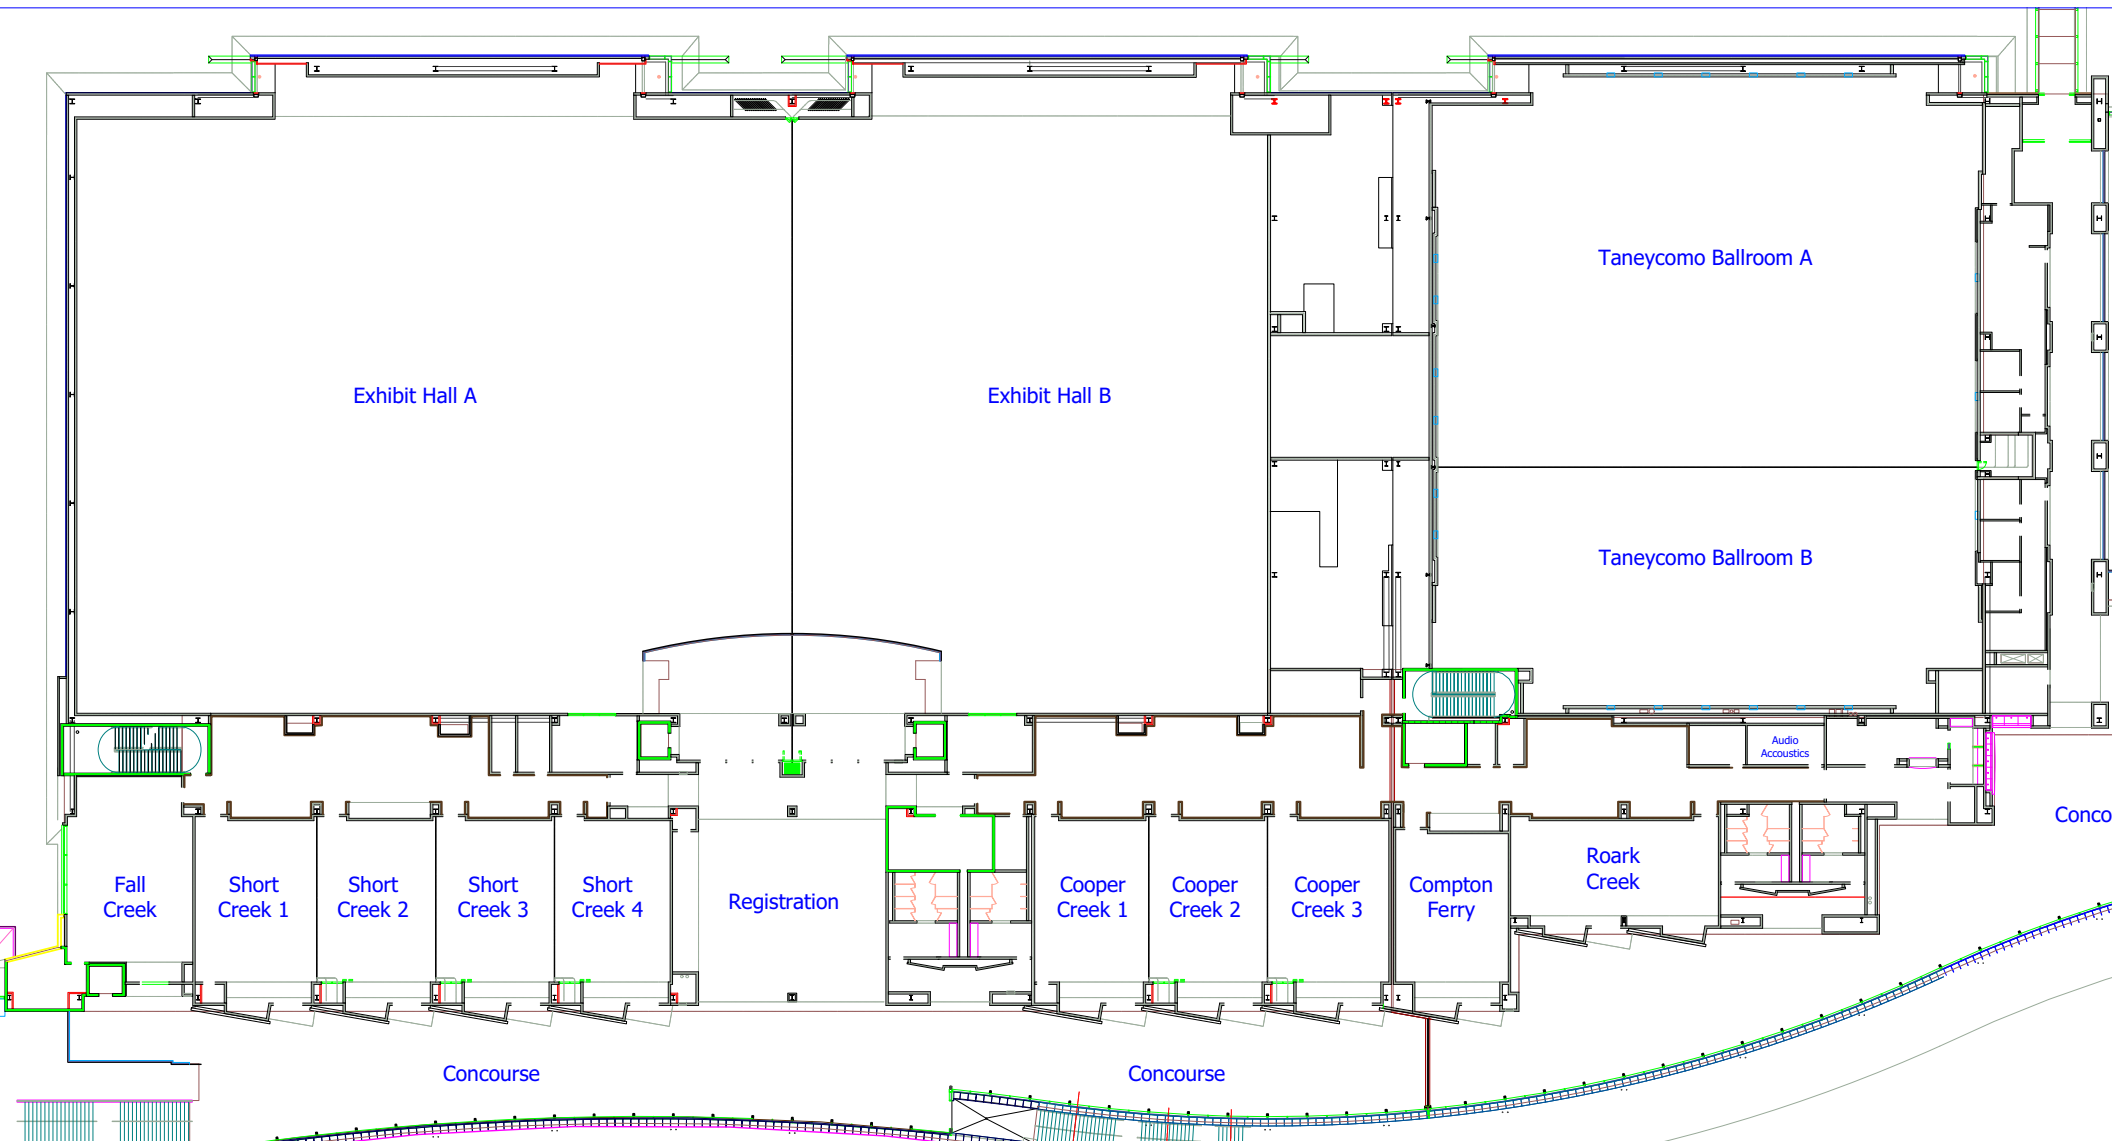 Taneycomo Ballroom A
Exhibit Hall A
Exhibit Hall B
Taneycomo Ballroom B
Audio
Accoustics
Conco
Fall
Creek
Short
Creek 1
Short
Creek 2
Short
Creek 3
Short
Creek 4
Registration
Cooper
Creek 1
Cooper
Creek 2
Cooper
Creek 3
Compton
Ferry
Roark
Creek
Concourse
Concourse